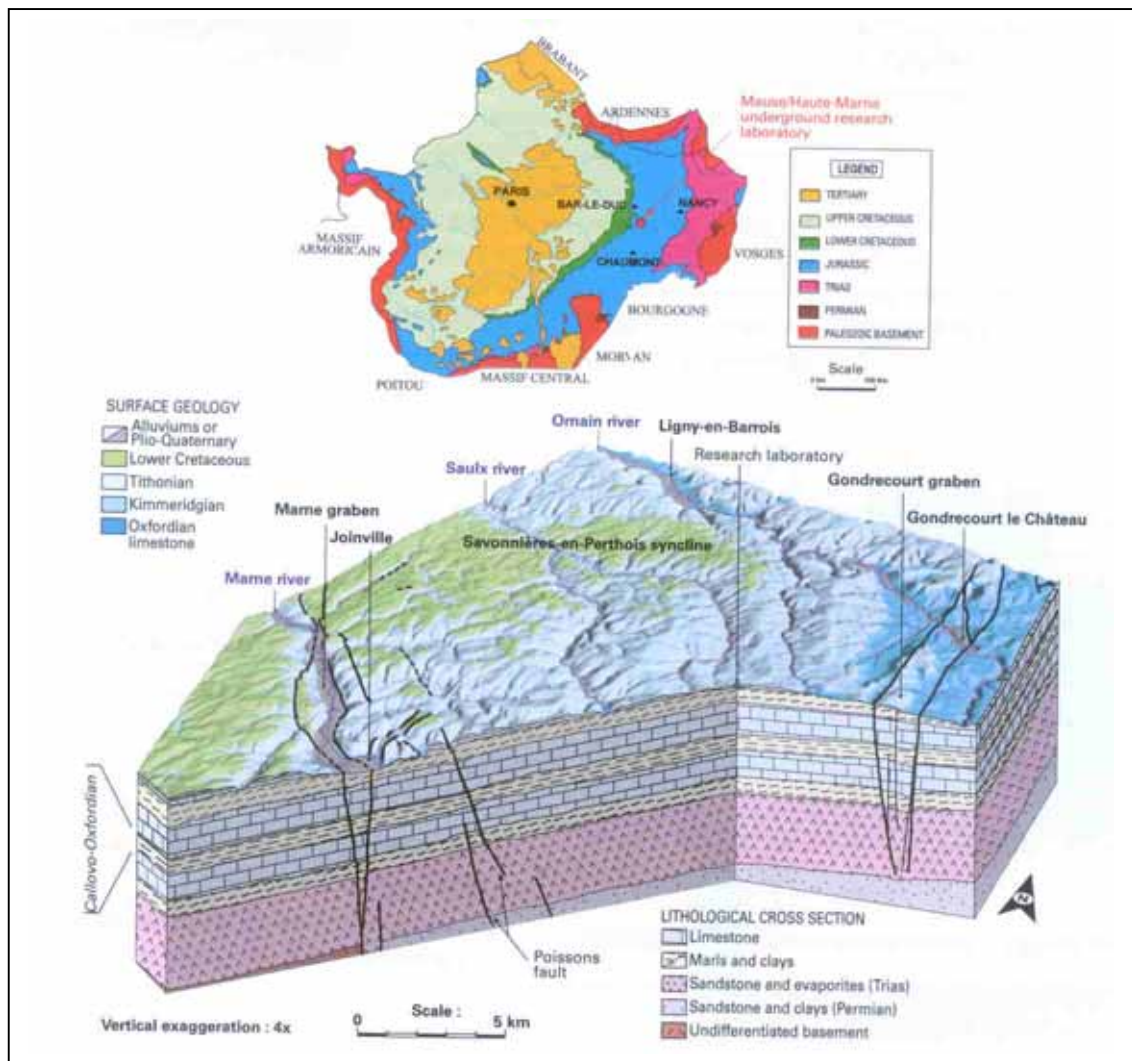 BRABANT
ARDENNES
Mause/Haute-Marne
underground research
laboratory
LEGEND
TERTIARY
UPPER CRETACEOUS
LOWER CRETACEOUS
JURASSIC
TRIAS
PERMIAN
PALEOZOIC BASEMENT
PARIS
BAR-LE-DUC
NANCY
MASSIF
ARMORICAIN
VOSGES
CHAUMONT
BOURGOGNE
MORVAN
MASSIF CENTRAL
POITOU
Scale
SURFACE GEOLOGY
Alluviums or
Plio-Quaternary
Lower Cretaceous
Tithonian
Kimmeridgian
Oxfordian
limestone
Ornain river
Ligny-en-Barrois
Research laboratory
Saulx river
Gondrecourt graben
Marne graben
Gondrecourt le Château
Joinville
Savonnières-en-Perthois syncline
Marne river
Callovo-Oxfordian
N
Poissons
fault
LITHOLOGICAL CROSS SECTION
Limestone
Marls and clays
Sandstone and evaporites (Trias)
Sandstone and clays (Permian)
Undifferentiated basement
Vertical exaggeration : 4x
Scale :
0 5 km